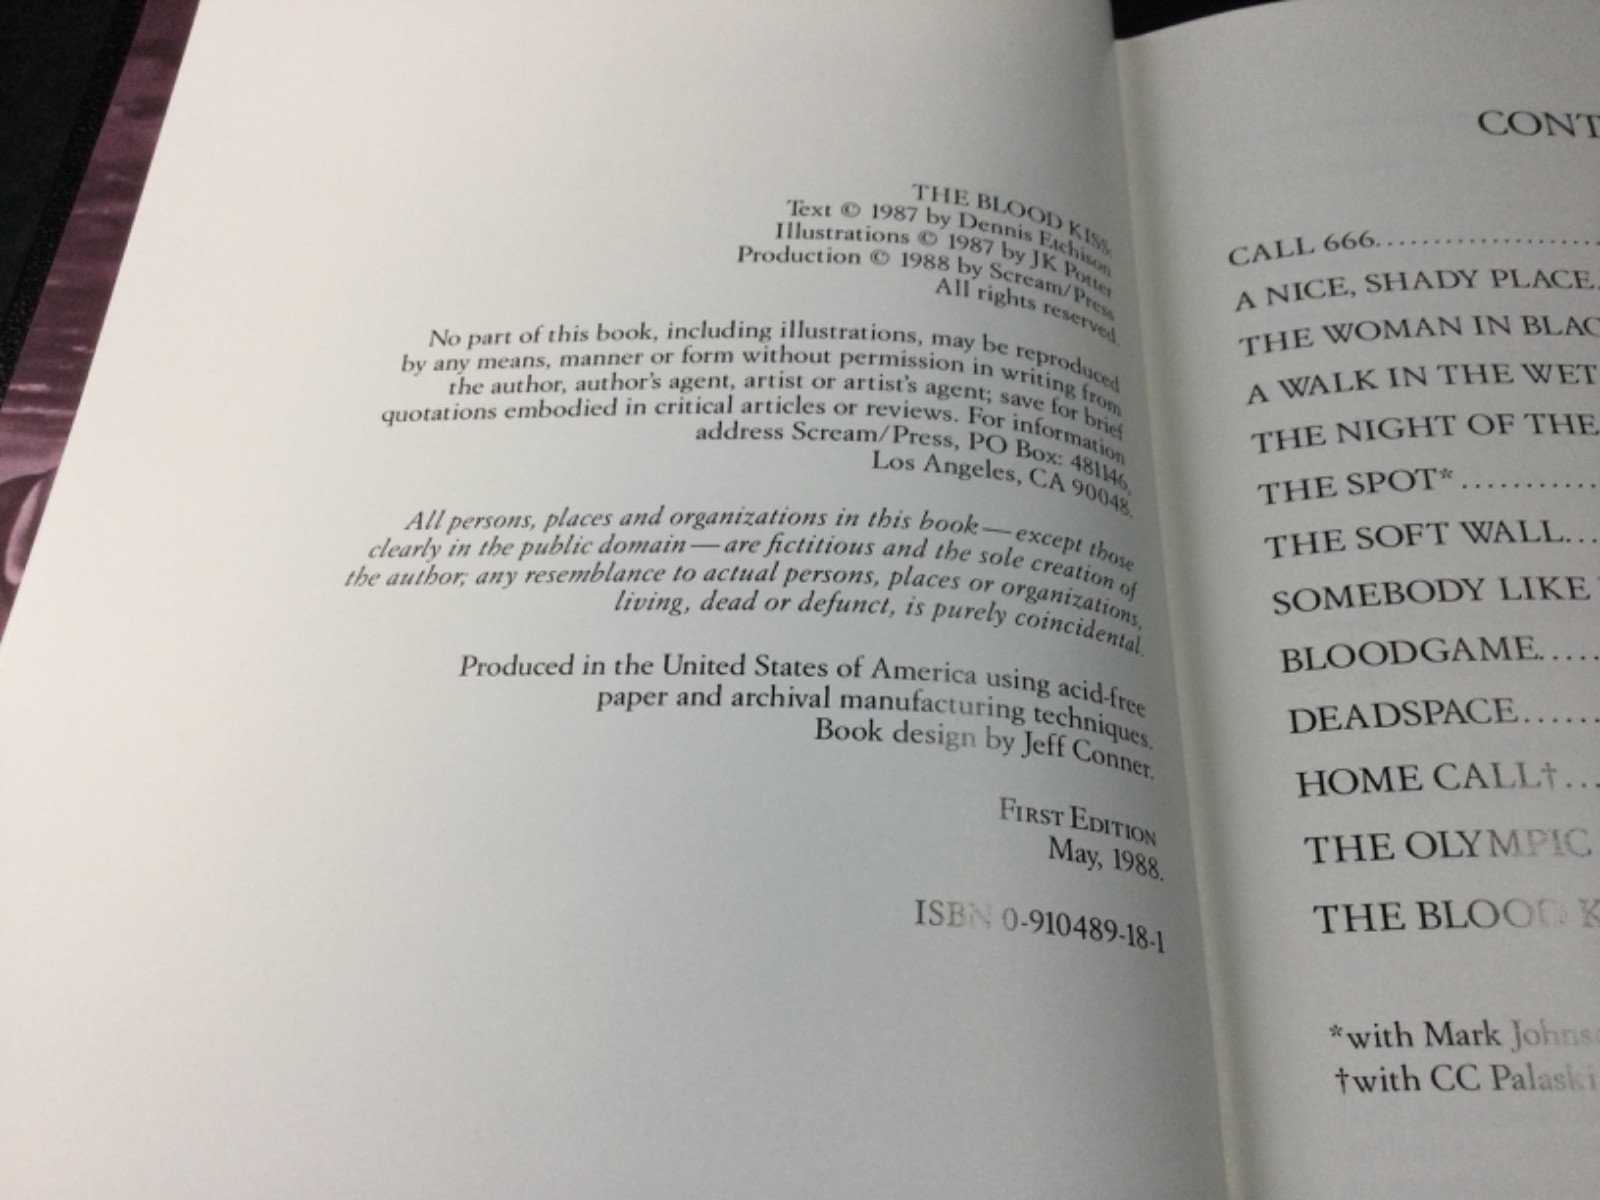 THE BLOOD KISS.
Text © 1987 by Dennis Etchison
Illustrations © 1987 by JK Potter
Production © 1988 by Scream/Press
All rights reserved.
No part of this book, including illustrations, may be reproduced
by any means, manner or form without permission in writing from
the author, author's agent, artist or artist's agent; save for brief
quotations embodied in critical articles or reviews. For information
address Scream/Press, PO Box: 481146,
Los Angeles, CA 90048.
All persons, places and organizations in this book — except those
clearly in the public domain — are fictitious and the sole creation of
the author; any resemblance to actual persons, places or organizations,
living, dead or defunct, is purely coincidental.
Produced in the United States of America using acid-free
paper and archival manufacturing techniques.
Book design by Jeff Conner.
FIRST EDITION
May, 1988.
ISBN 0-910489-18-1
CONT
CALL 666
A NICE, SHADY PLACE
THE WOMAN IN BLAC
A WALK IN THE WET
THE NIGHT OF THE
THE SPOT*
THE SOFT WALL
SOMEBODY LIKE
BLOODGAME
DEADSPACE
HOME CALL†
THE OLYMPIC
THE BLOOD K
*with Mark Johns
†with CC Palaski